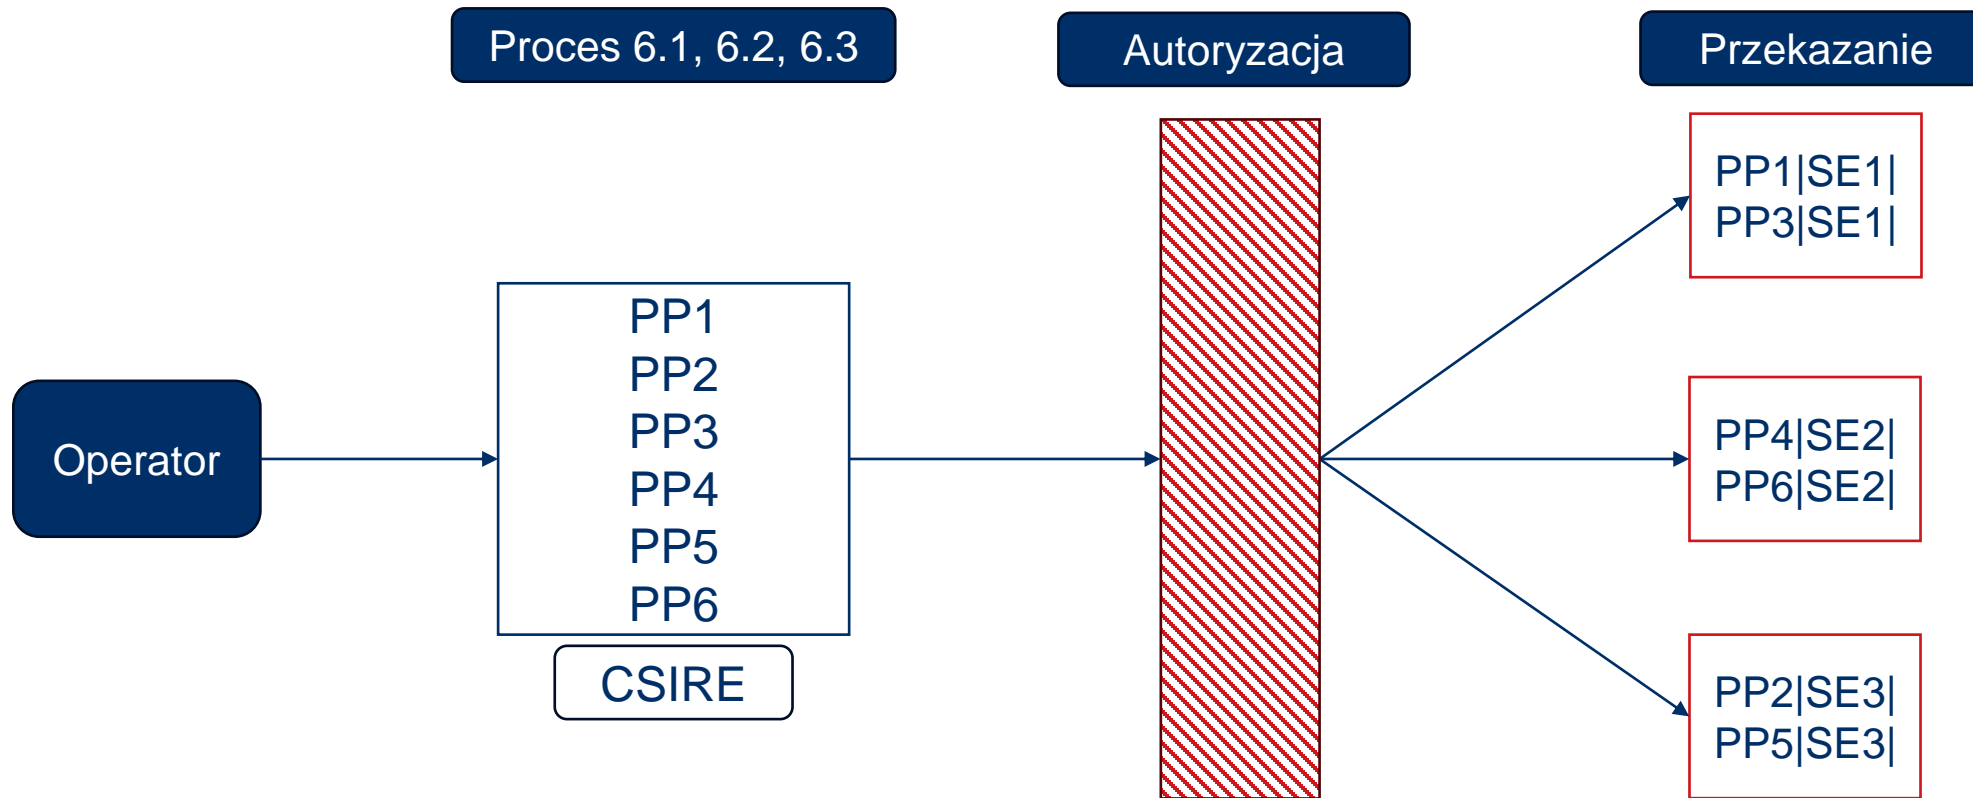 Proces 6.1, 6.2, 6.3
Autoryzacja
Przekazanie
Operator
PP1
PP2
PP3
PP4
PP5
PP6
CSIRE
PP1|SE1|
PP3|SE1|
PP4|SE2|
PP6|SE2|
PP2|SE3|
PP5|SE3|